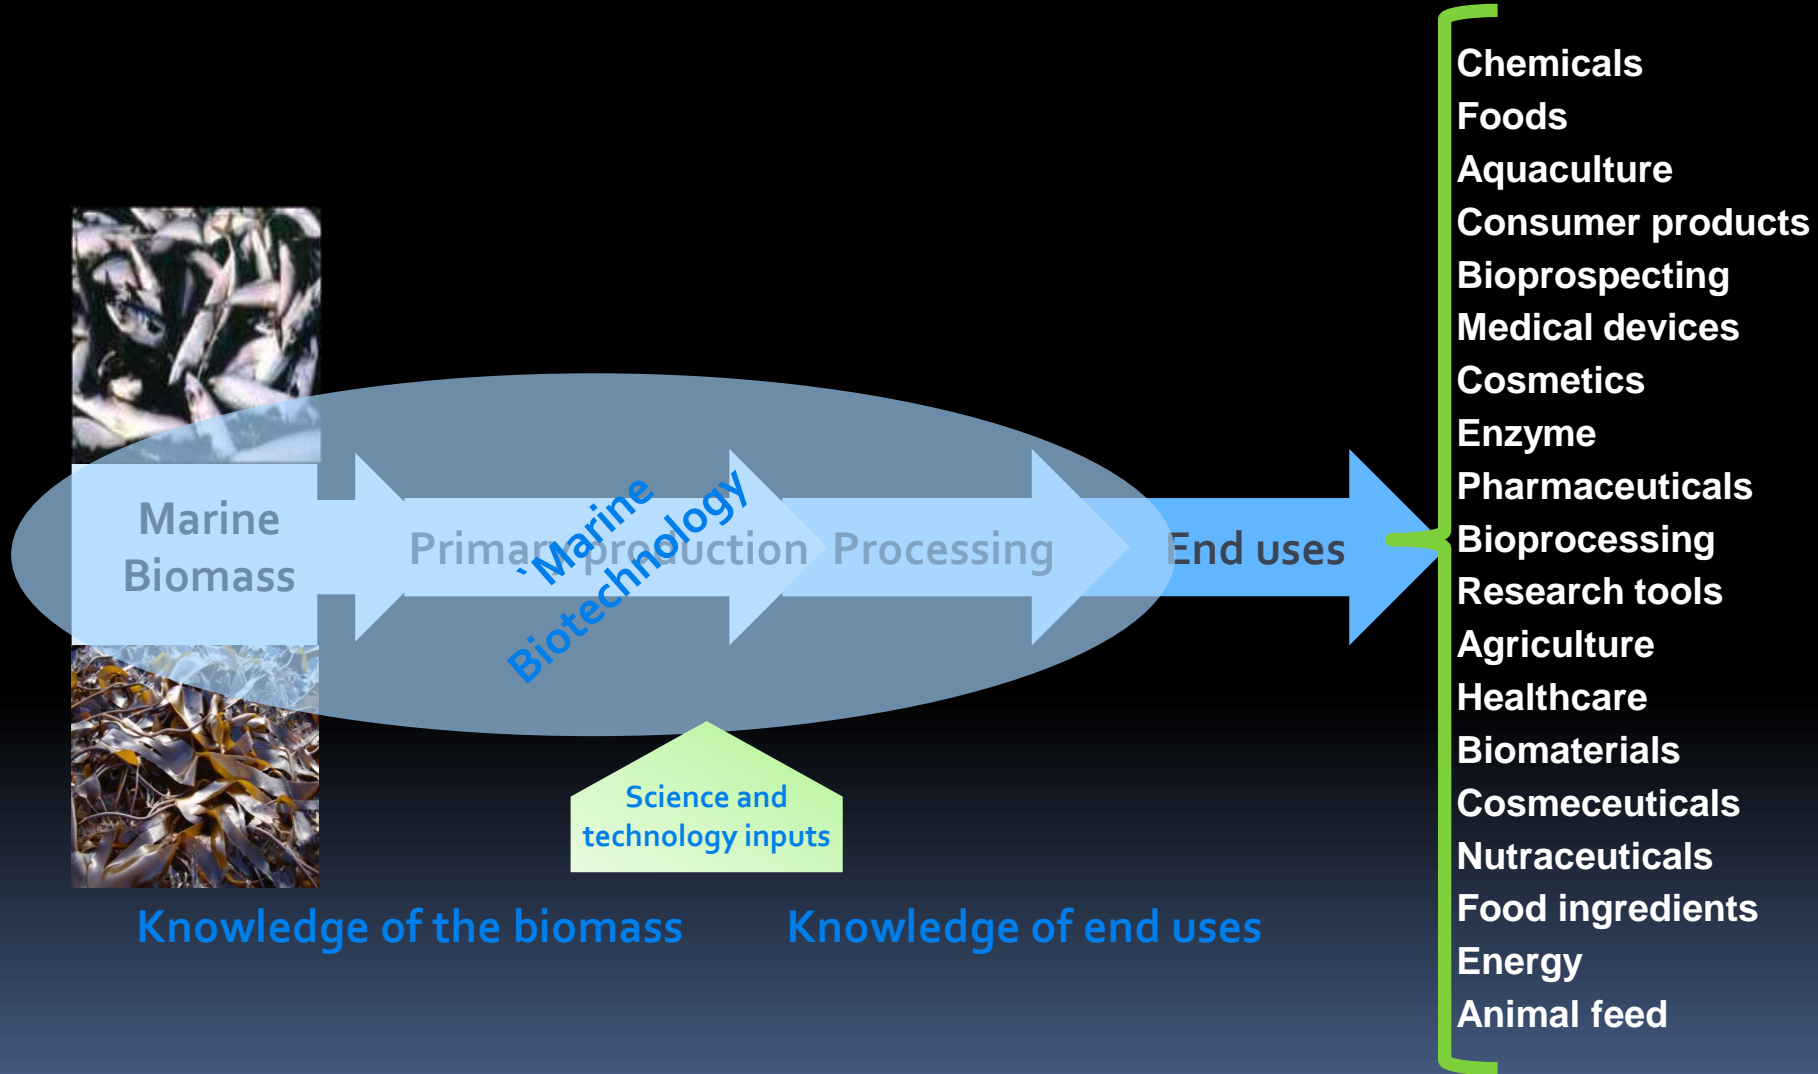 Marine
Biomass
Primary production
Processing
End uses
`Marine
Biotechnology
Science and
technology inputs
Knowledge of the biomass
Knowledge of end uses
Chemicals
Foods
Aquaculture
Consumer products
Bioprospecting
Medical devices
Cosmetics
Enzyme
Pharmaceuticals
Bioprocessing
Research tools
Agriculture
Healthcare
Biomaterials
Cosmeceuticals
Nutraceuticals
Food ingredients
Energy
Animal feed